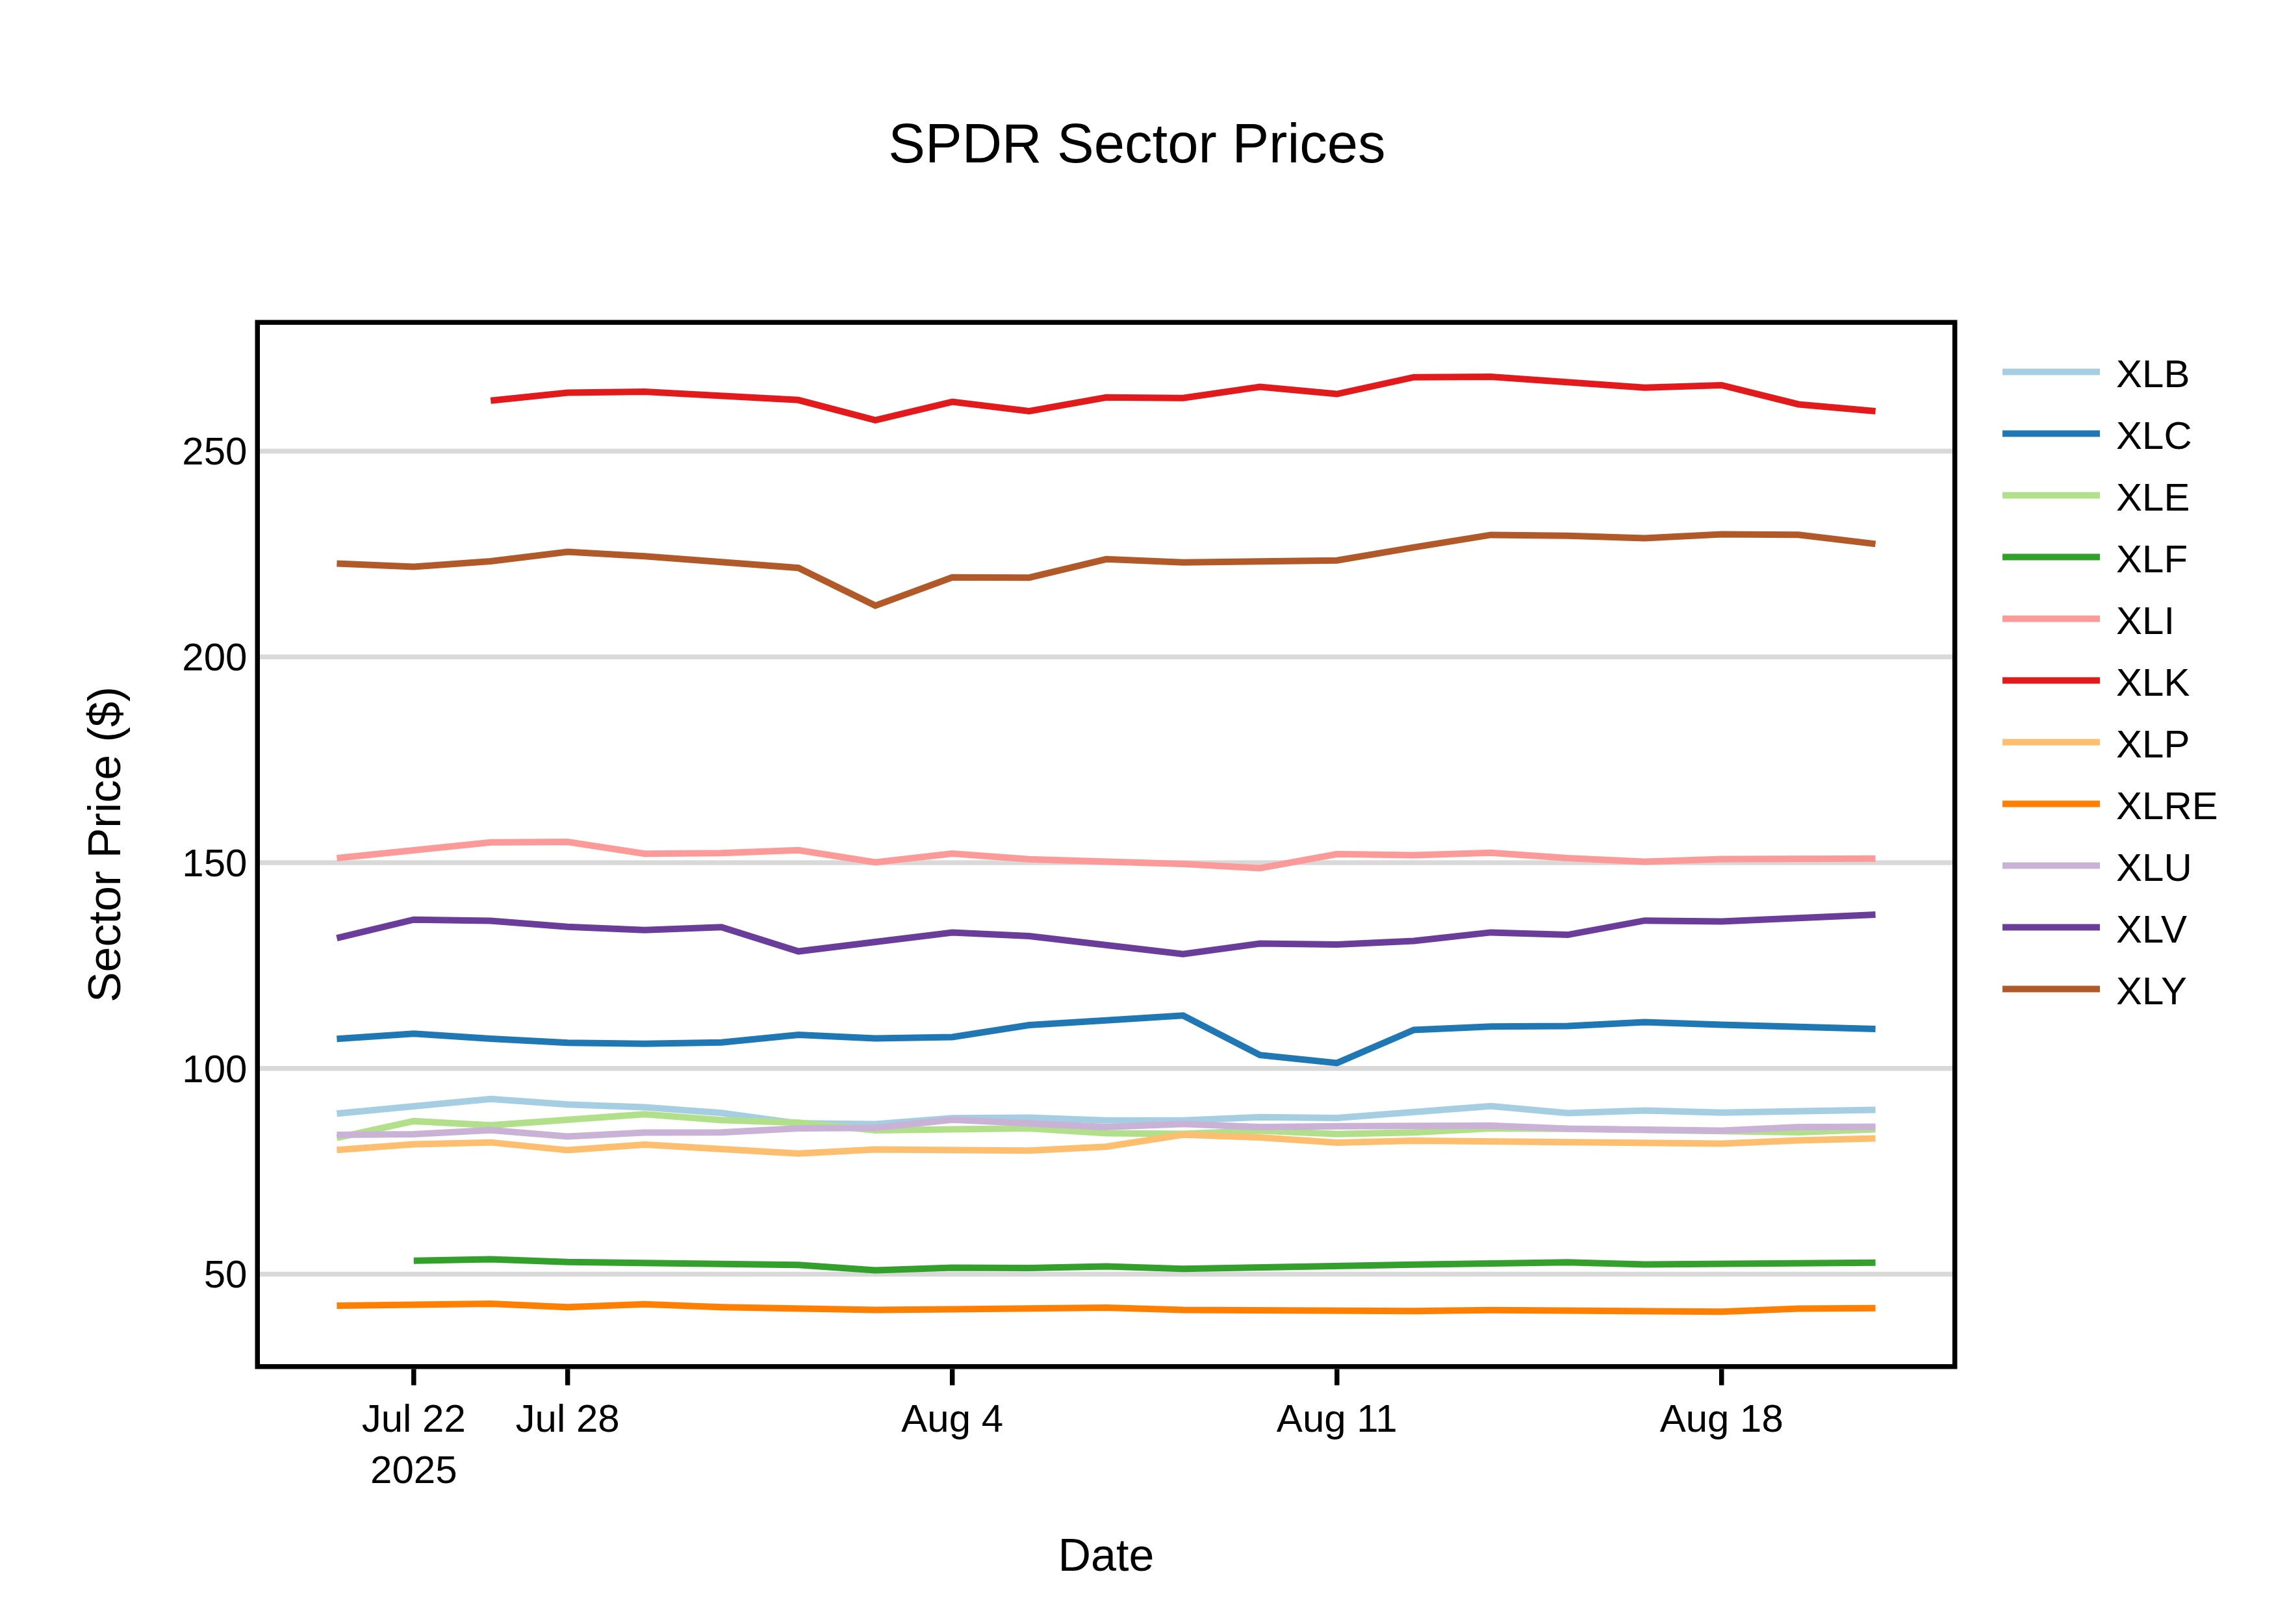 SPDR Sector Prices
Sector Price ($)
250
200
150
100
50
Jul 22
2025
Jul 28
Aug 4
Aug 11
Aug 18
Date
XLB
XLC
XLE
XLF
XLI
XLK
XLP
XLRE
XLU
XLV
XLY